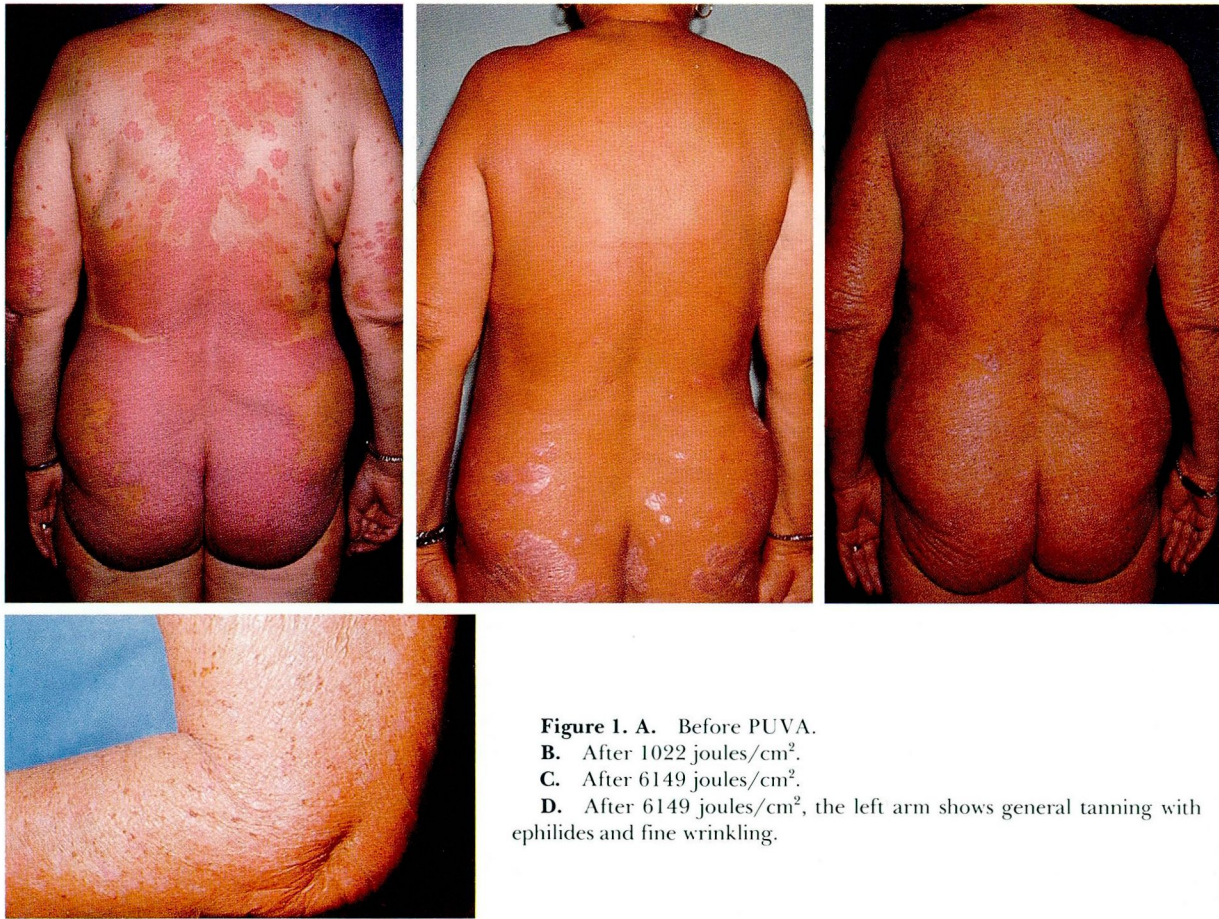 Figure 1. A. Before PUVA.
B. After 1022 joules/cm².
C. After 6149 joules/cm².
D. After 6149 joules/cm², the left arm shows general tanning with
ephilides and fine wrinkling.